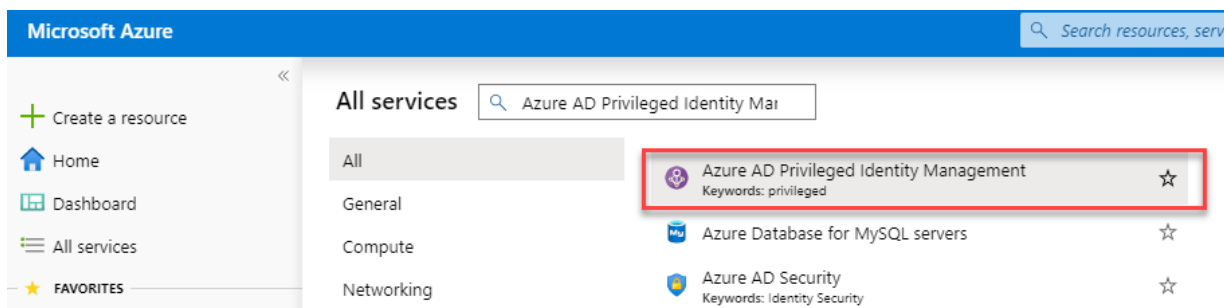 Microsoft Azure
Search resources, serv
«
Create a resource
Home
Dashboard
All services
FAVORITES
All services
Azure AD Privileged Identity Mar
All
General
Compute
Networking
Azure AD Privileged Identity Management
Keywords: privileged
My
Azure Database for MySQL servers
Azure AD Security
Keywords: Identity Security